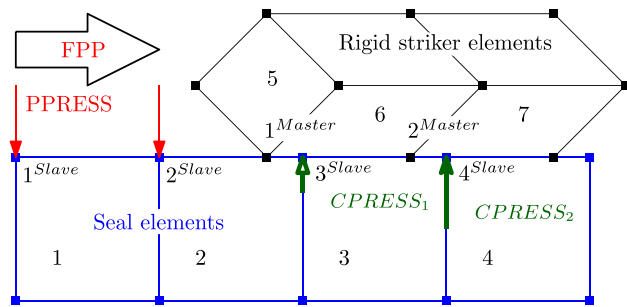 FPP
Rigid striker elements
PPRESS
5
6
7
1^{Master}
2^{Master}
1^{Slave}
2^{Slave}
3^{Slave}
4^{Slave}
CPRESS_1
CPRESS_2
Seal elements
1
2
3
4